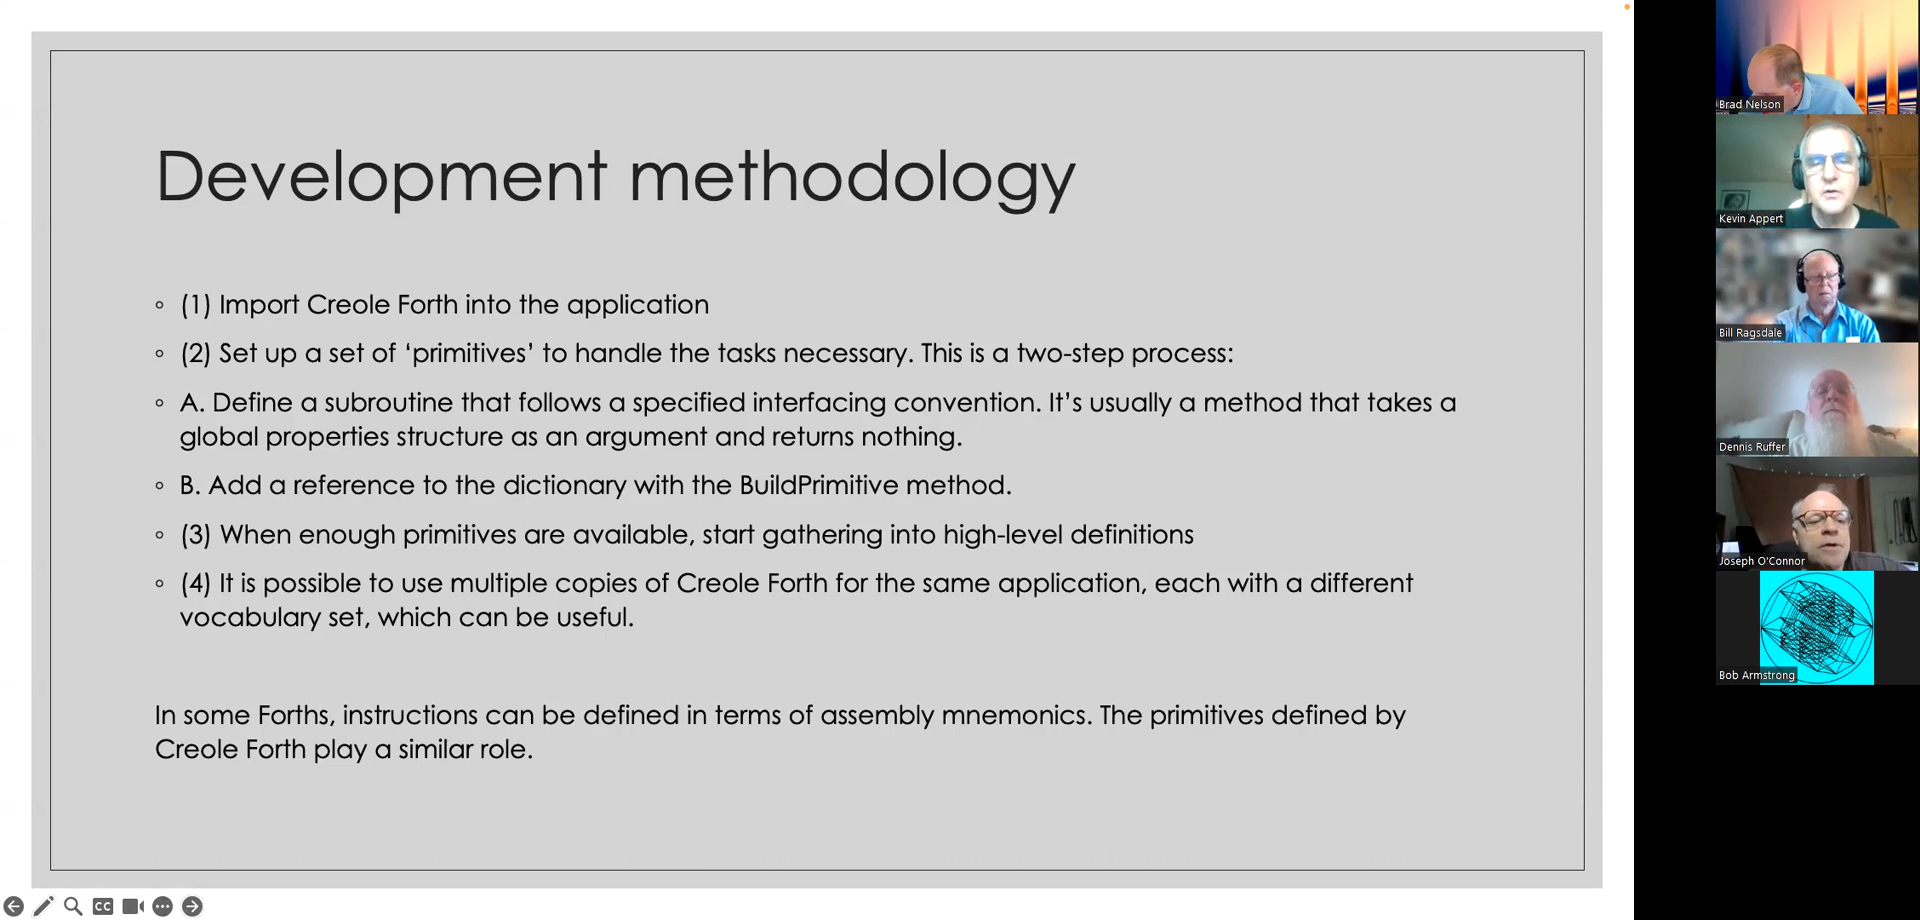 Development methodology
◦ (1) Import Creole Forth into the application
◦ (2) Set up a set of ‘primitives’ to handle the tasks necessary. This is a two-step process:
◦ A. Define a subroutine that follows a specified interfacing convention. It’s usually a method that takes a
global properties structure as an argument and returns nothing.
◦ B. Add a reference to the dictionary with the BuildPrimitive method.
◦ (3) When enough primitives are available, start gathering into high-level definitions
◦ (4) It is possible to use multiple copies of Creole Forth for the same application, each with a different
vocabulary set, which can be useful.
In some Forths, instructions can be defined in terms of assembly mnemonics. The primitives defined by
Creole Forth play a similar role.
CC
Brad Nelson
Kevin Appert
Bill Ragsdale
Dennis Ruffer
Joseph O'Connor
Bob Armstrong